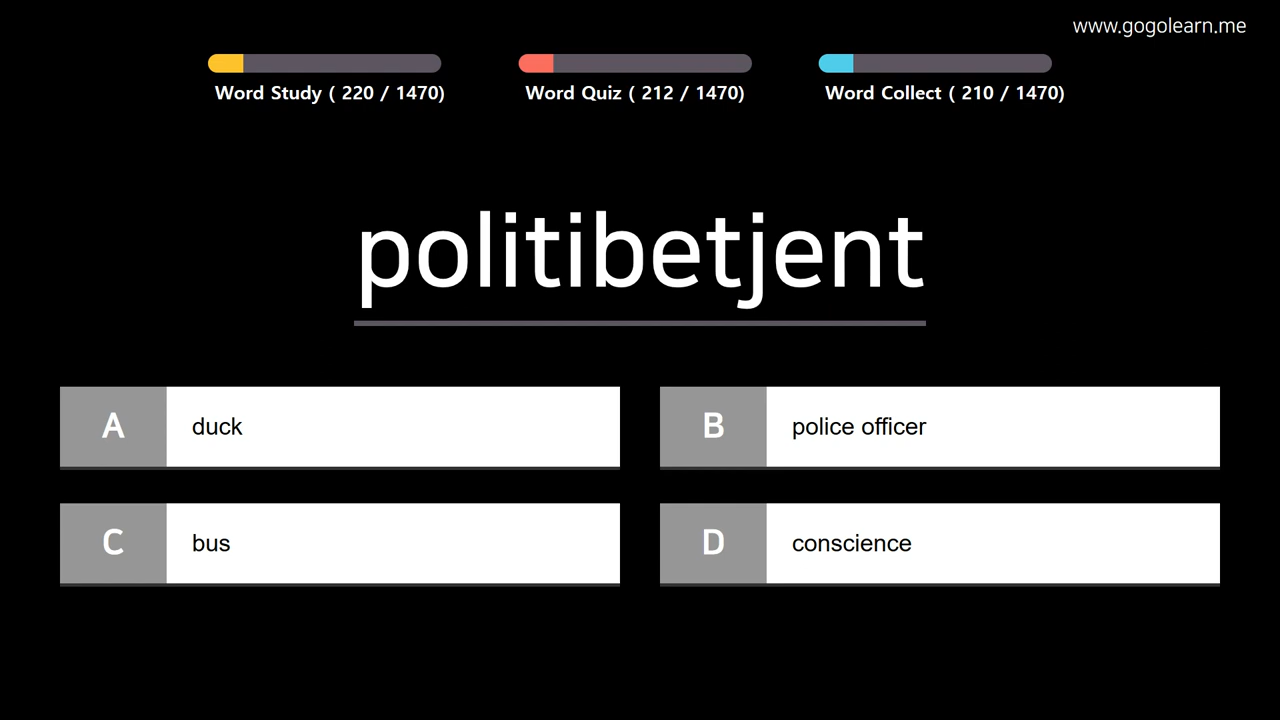 www.gogolearn.me
Word Study ( 220 / 1470)
Word Quiz ( 212 / 1470)
Word Collect ( 210 / 1470)
politibetjent
A duck
B police officer
C bus
D conscience